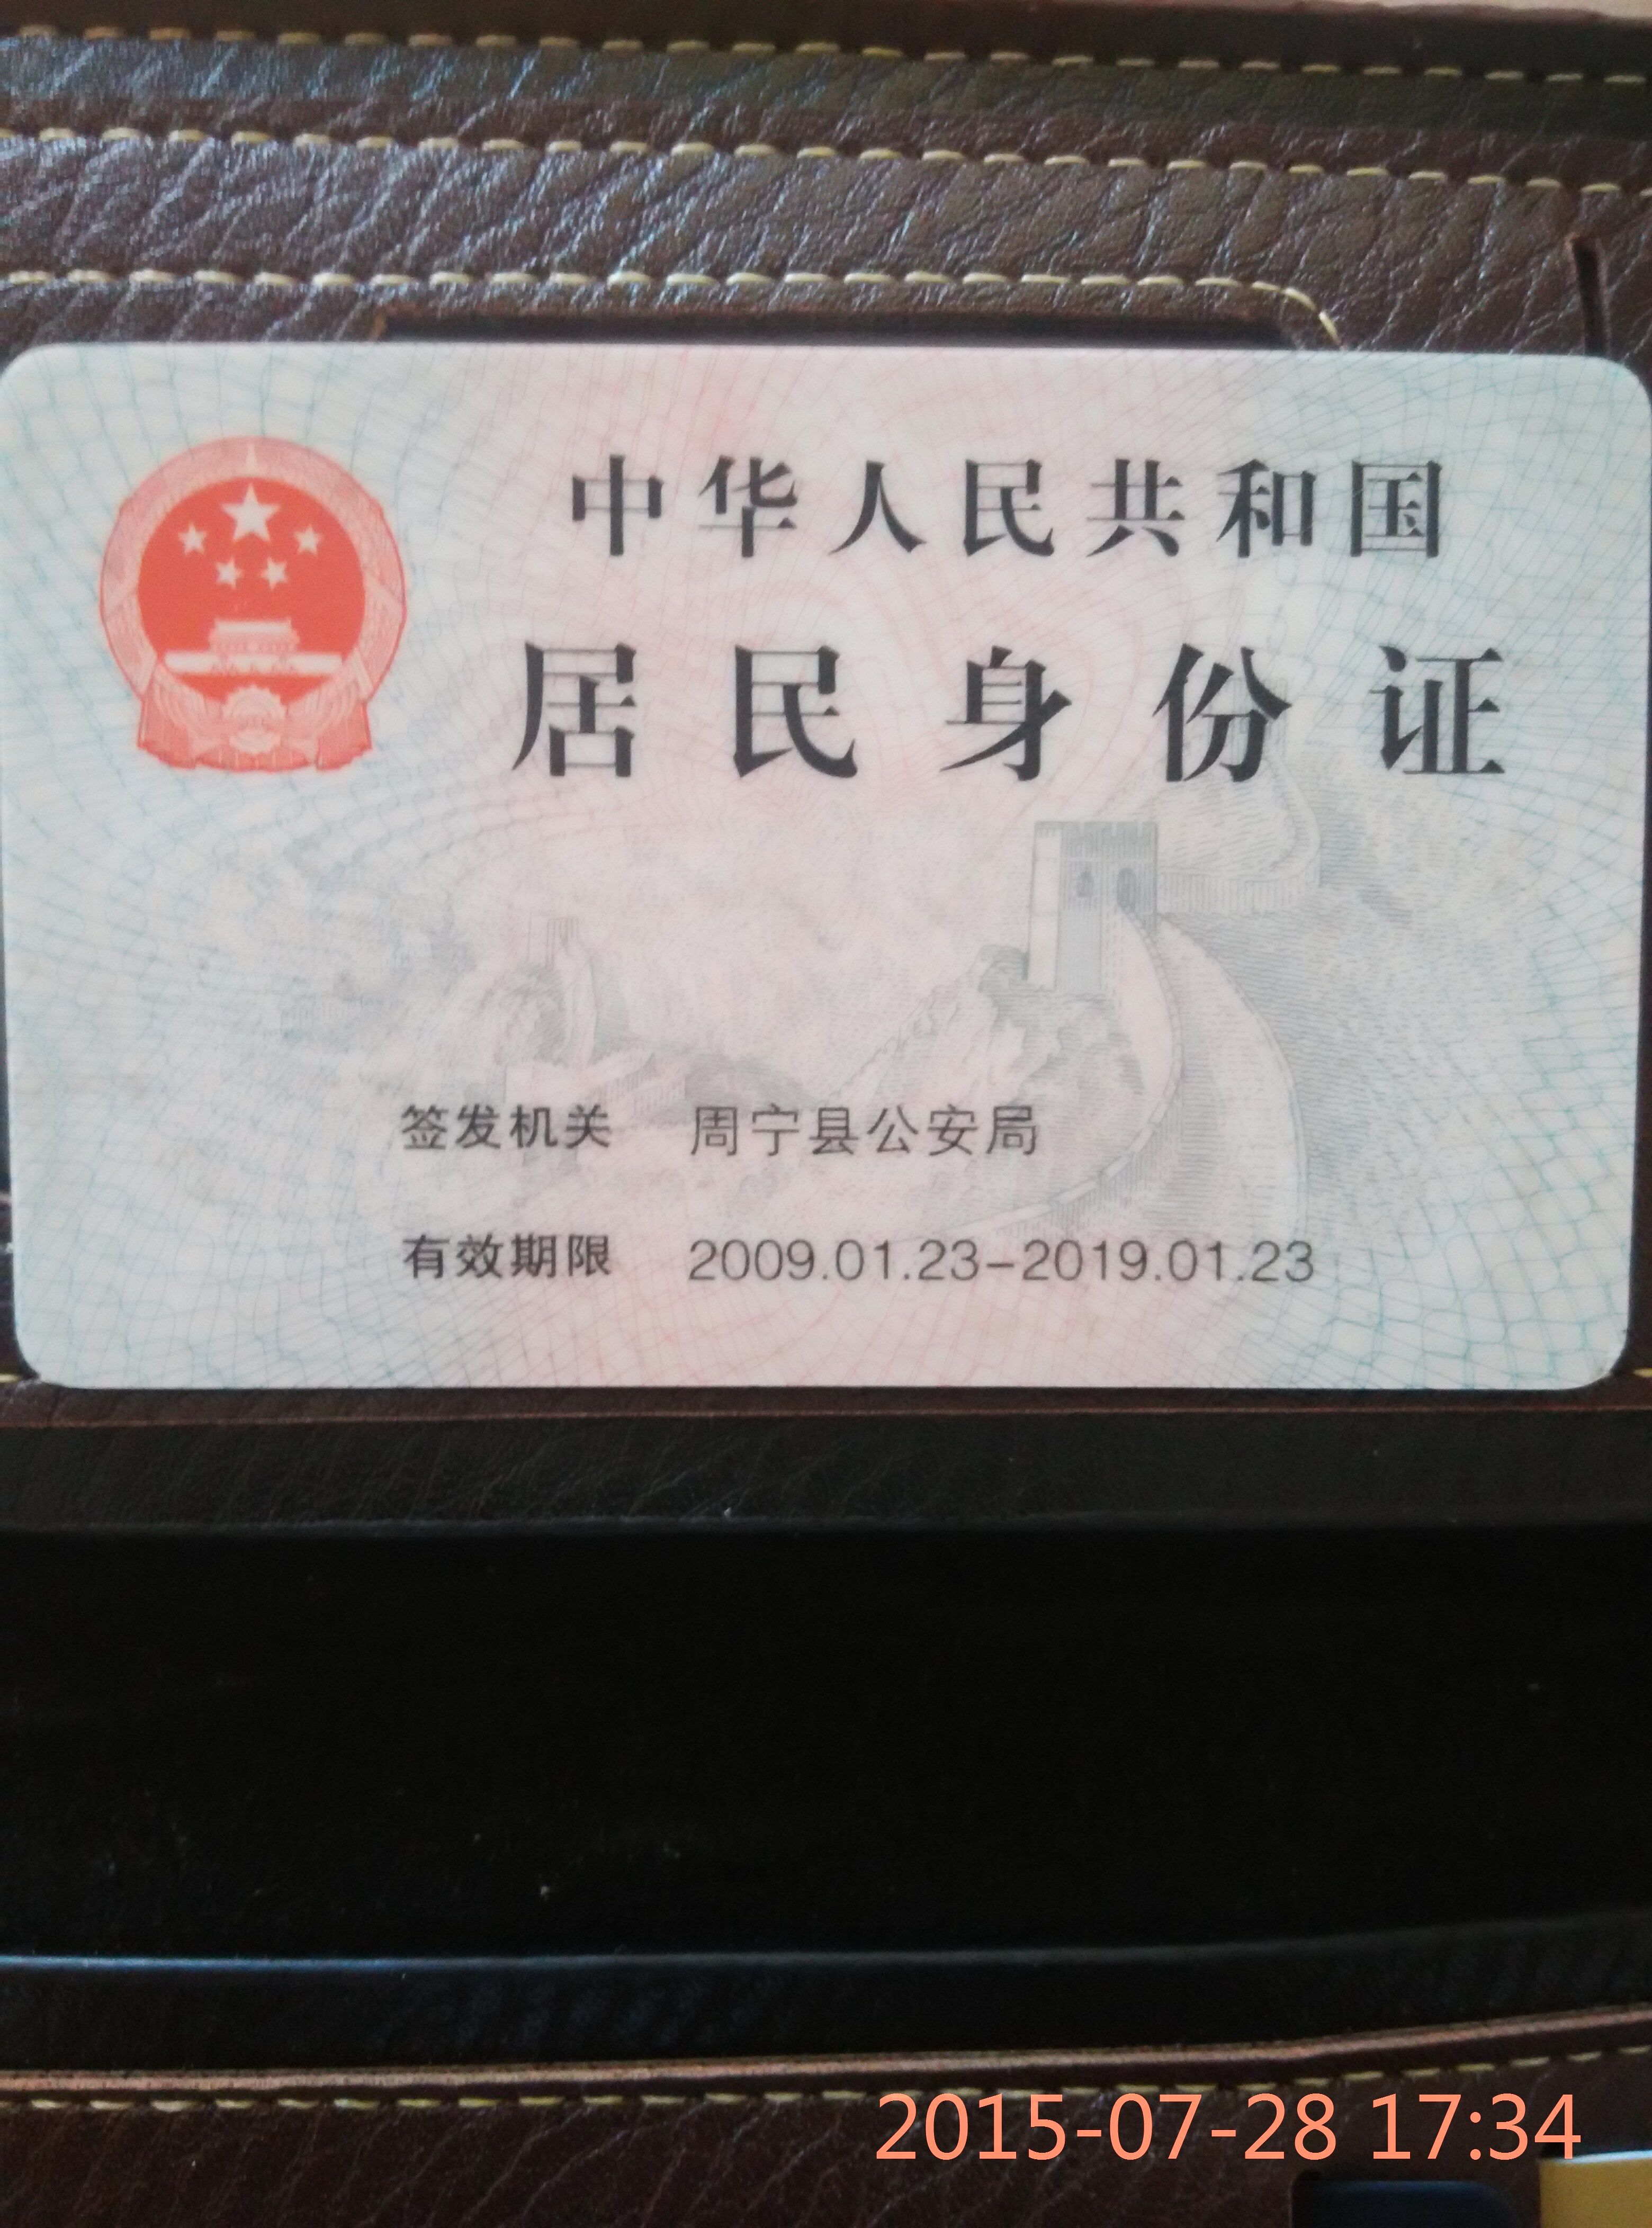 中华人民共和国
居民身份证
签发机关 周宁县公安局
有效期限 2009.01.23-2019.01.23
2015-07-28 17:34